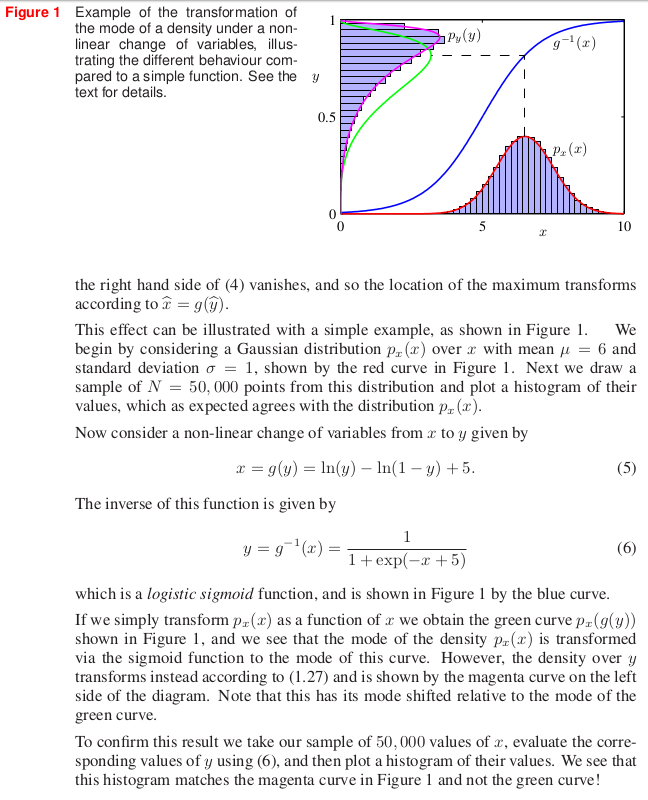 Figure 1 Example of the transformation of
the mode of a density under a non-
linear change of variables, illus-
trating the different behaviour com-
pared to a simple function. See the
text for details.
1
p_y(y)
g^{-1}(x)
y
0.5
p_x(x)
0
0 5 10
x
the right hand side of (4) vanishes, and so the location of the maximum transforms
according to x̂ = g(ŷ).
This effect can be illustrated with a simple example, as shown in Figure 1. We
begin by considering a Gaussian distribution p_x(x) over x with mean μ = 6 and
standard deviation σ = 1, shown by the red curve in Figure 1. Next we draw a
sample of N = 50,000 points from this distribution and plot a histogram of their
values, which as expected agrees with the distribution p_x(x).
Now consider a non-linear change of variables from x to y given by
x = g(y) = ln(y) − ln(1 − y) + 5. (5)
The inverse of this function is given by
y = g^{-1}(x) = 1 / (1 + exp(−x + 5)) (6)
which is a logistic sigmoid function, and is shown in Figure 1 by the blue curve.
If we simply transform p_x(x) as a function of x we obtain the green curve p_x(g(y))
shown in Figure 1, and we see that the mode of the density p_x(x) is transformed
via the sigmoid function to the mode of this curve. However, the density over y
transforms instead according to (1.27) and is shown by the magenta curve on the left
side of the diagram. Note that this has its mode shifted relative to the mode of the
green curve.
To confirm this result we take our sample of 50,000 values of x, evaluate the corre-
sponding values of y using (6), and then plot a histogram of their values. We see that
this histogram matches the magenta curve in Figure 1 and not the green curve!